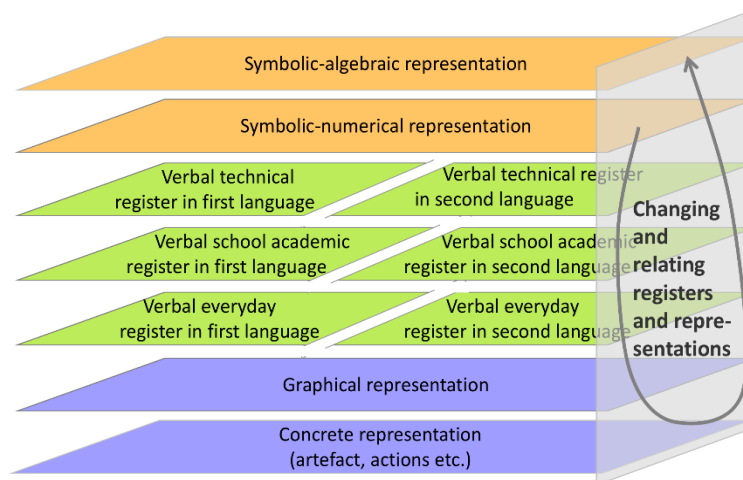 Symbolic-algebraic representation
Symbolic-numerical representation
Verbal technical
register in first language
Verbal technical register
in second language
Verbal school academic
register in first language
Verbal school academic
register in second language
Verbal everyday
register in first language
Verbal everyday
register in second language
Graphical representation
Concrete representation
(artefact, actions etc.)
Changing
and
relating
registers
and repre-
sentations